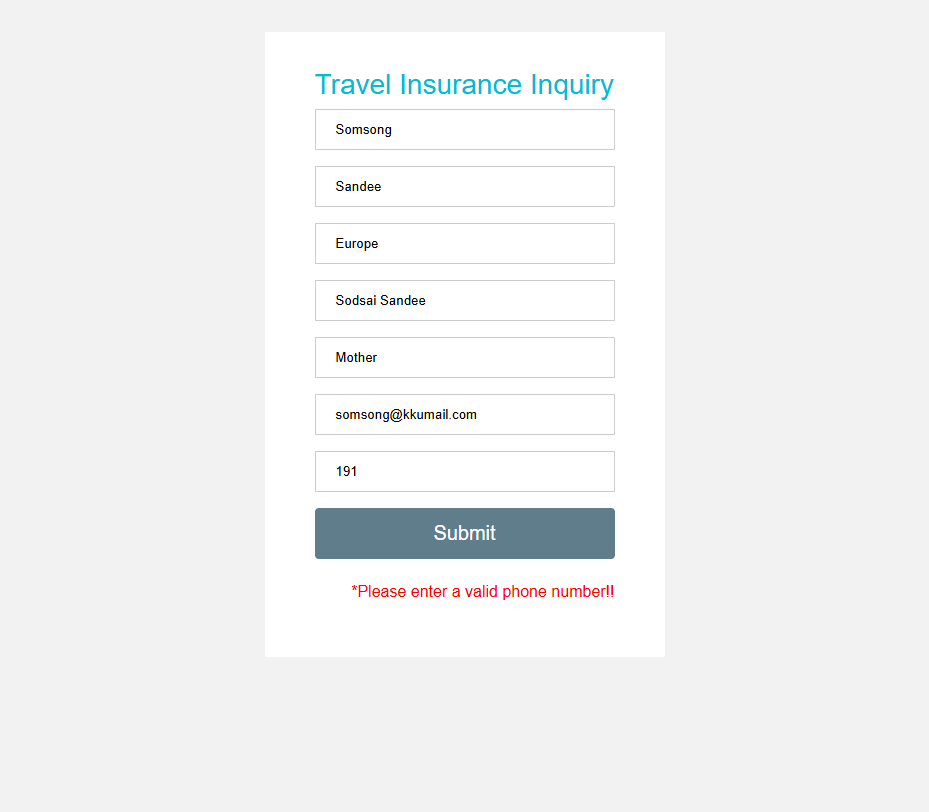 Travel Insurance Inquiry
Somsong
Sandee
Europe
Sodsai Sandee
Mother
somsong@kkumail.com
191
Submit
*Please enter a valid phone number!!